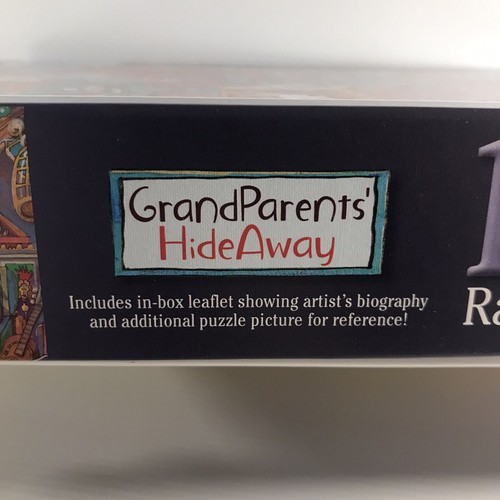 GrandParents'
HideAway
Includes in-box leaflet showing artist's biography
and additional puzzle picture for reference!